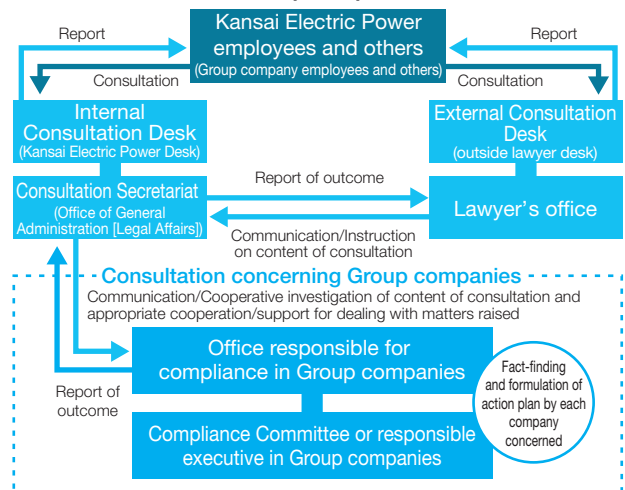 Kansai Electric Power
employees and others
(Group company employees and others)
Report
Report
Consultation
Consultation
Internal
Consultation Desk
(Kansai Electric Power Desk)
External Consultation
Desk
(outside lawyer desk)
Consultation Secretariat
(Office of General
Administration [Legal Affairs])
Report of outcome
Lawyer's office
Communication/Instruction
on content of consultation
Consultation concerning Group companies
Communication/Cooperative investigation of content of consultation and
appropriate cooperation/support for dealing with matters raised
Office responsible for
compliance in Group companies
Report of
outcome
Fact-finding
and formulation of
action plan by each
company
concerned
Compliance Committee or responsible
executive in Group companies